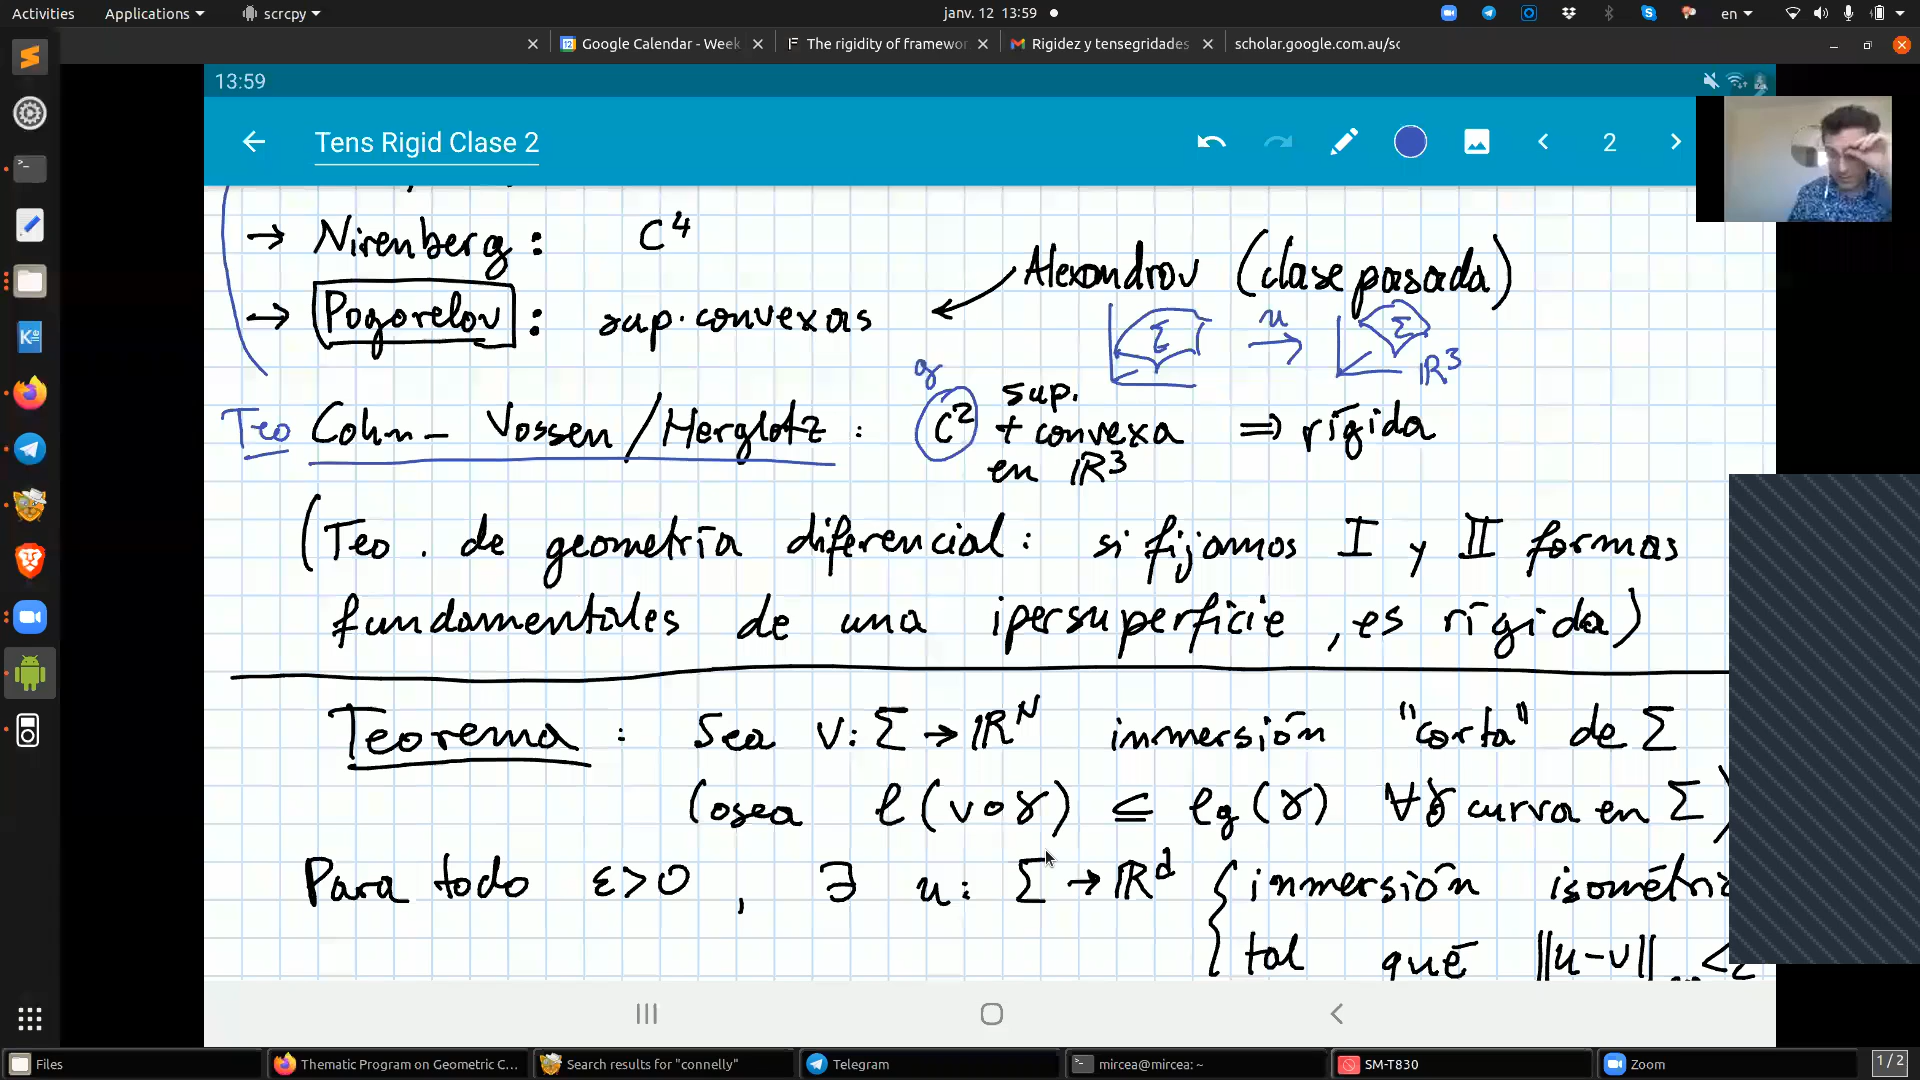 Activities Applications scrcpy janv. 12 13:59 en
Google Calendar - Week The rigidity of framewor Rigidez y tensegridades scholar.google.com.au/sc
13:59
Tens Rigid Clase 2 2
→ Nirenberg : C⁴
→ Pogorelov : sup. convexas ← Alexandrov (clase pasada)
Σ u → Σ ℝ³
g
Teo Cohn-Vossen/Herglotz : C² sup. + convexa en ℝ³ ⇒ rígida
(Teo. de geometría diferencial: si fijamos I y II formas
fundamentales de una ipersuperficie, es rígida)
Teorema : Sea v: Σ → ℝᴺ inmersión "corta" de Σ
(osea ℓ(v∘γ) ≤ ℓg(γ) ∀γ curva en Σ)
Para todo ε>0, ∃ u: Σ → ℝᵈ { inmersión isométric
tal qué ||u-v|| < ε
Files Thematic Program on Geometric C... Search results for "connelly" Telegram mircea@mircea: ~ SM-T830 Zoom 1 / 2